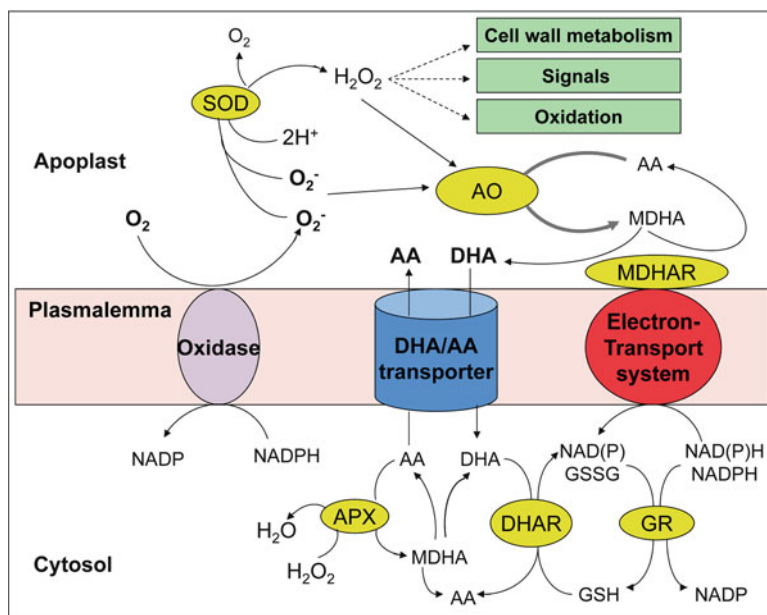 O₂
Cell wall metabolism
SOD
H₂O₂
Signals
2H⁺
Oxidation
Apoplast
O₂⁻
AO
AA
O₂
O₂⁻
MDHA
AA
DHA
MDHAR
Plasmalemma
Oxidase
DHA/AA
transporter
Electron-
Transport
system
NADP
NADPH
AA
DHA
NAD(P)
GSSG
NAD(P)H
NADPH
H₂O
APX
DHAR
GR
H₂O₂
MDHA
Cytosol
AA
GSH
NADP